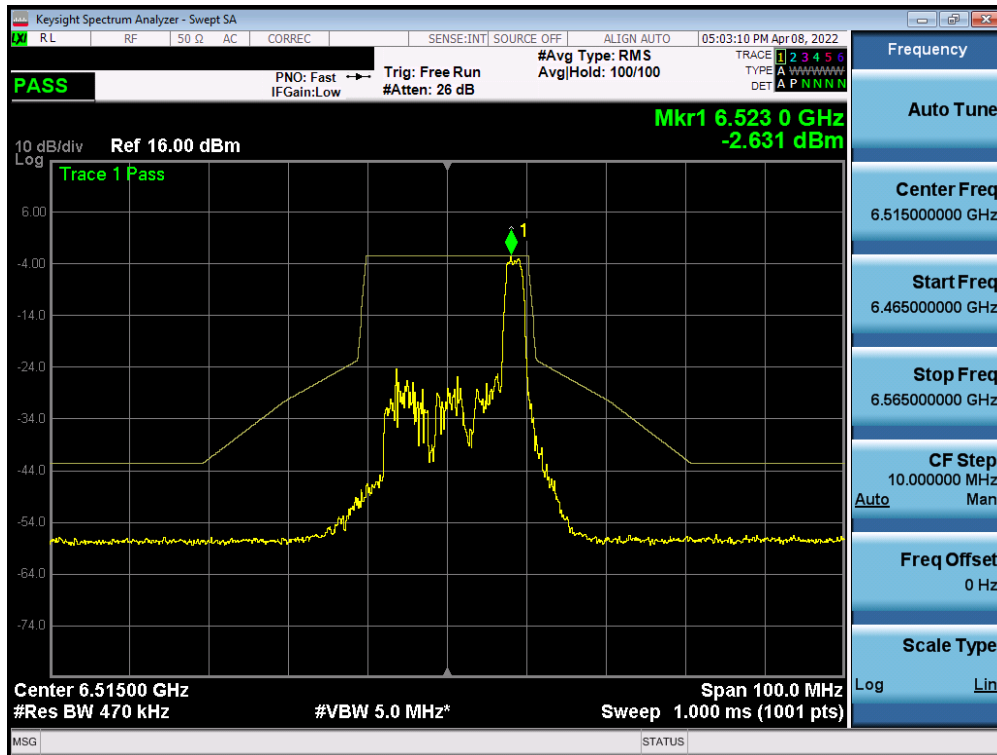 Keysight Spectrum Analyzer - Swept SA
LXI RL RF 50 Ω AC CORREC SENSE:INT SOURCE OFF ALIGN AUTO 05:03:10 PM Apr 08, 2022
#Avg Type: RMS TRACE 1 2 3 4 5 6
PNO: Fast Trig: Free Run Avg|Hold: 100/100 TYPE A WWWWW
PASS IFGain:Low #Atten: 26 dB DET A P N N N N
Mkr1 6.523 0 GHz
-2.631 dBm
10 dB/div Ref 16.00 dBm
Log
Trace 1 Pass
1
6.00
-4.00
-14.0
-24.0
-34.0
-44.0
-54.0
-64.0
-74.0
Center 6.51500 GHz Span 100.0 MHz
#Res BW 470 kHz #VBW 5.0 MHz* Sweep 1.000 ms (1001 pts)
MSG STATUS
Frequency
Auto Tune
Center Freq
6.515000000 GHz
Start Freq
6.465000000 GHz
Stop Freq
6.565000000 GHz
CF Step
10.000000 MHz
Auto Man
Freq Offset
0 Hz
Scale Type
Log Lin